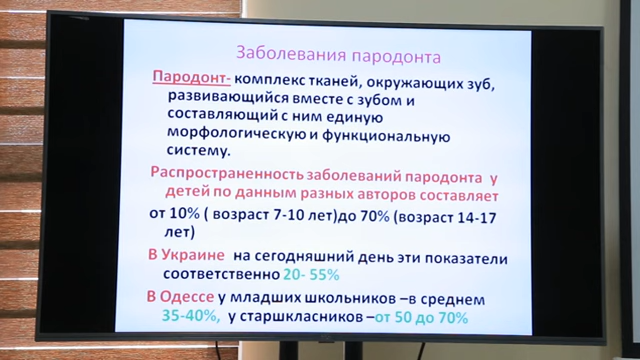 Заболевания пародонта
Пародонт- комплекс тканей, окружающих зуб,
развивающийся вместе с зубом и
составляющий с ним единую
морфологическую и функциональную
систему.
Распространенность заболеваний пародонта у
детей по данным разных авторов составляет
от 10% ( возраст 7-10 лет)до 70% (возраст 14-17
лет)
В Украине на сегодняшний день эти показатели
соответственно 20- 55%
В Одессе у младших школьников –в среднем
35-40%, у старшкласников –от 50 до 70%